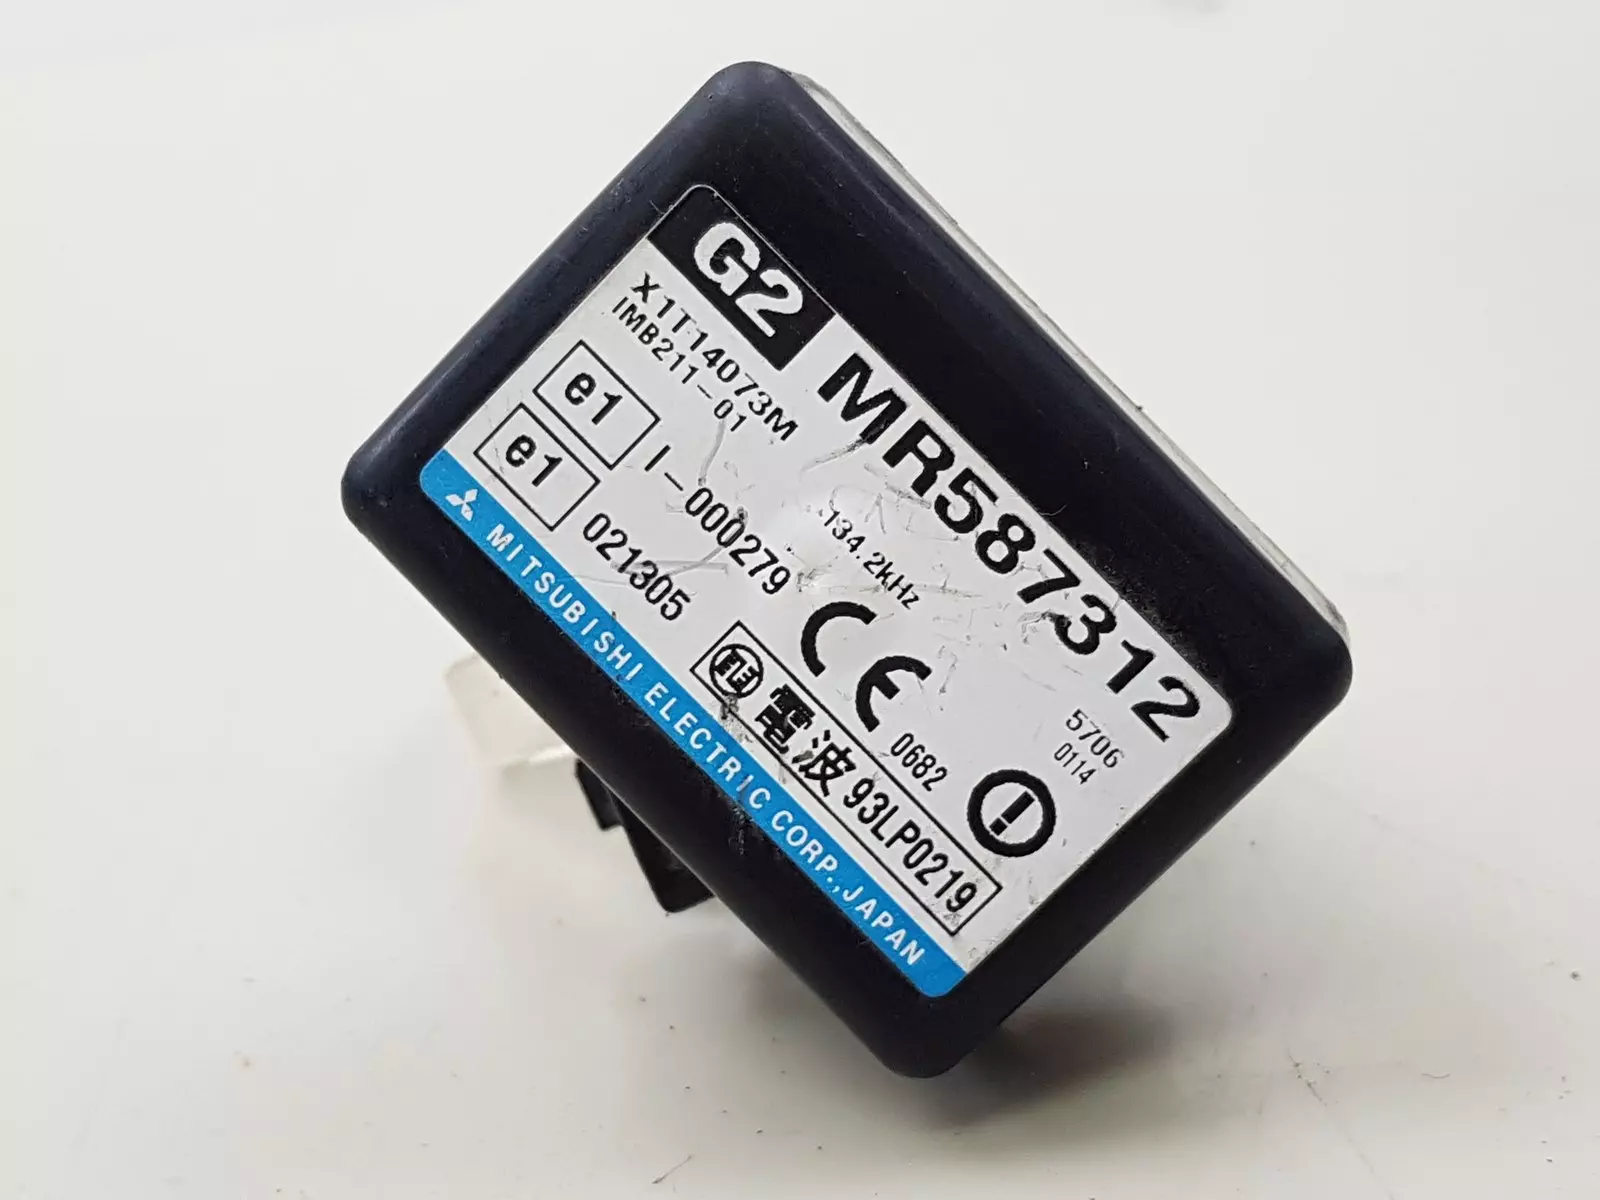 G2
MR587312
X1T14073M
IMB211-01
134.2kHz
5706
0114
e1
I-000279
CE
0682
e1
021305
電波 93LP0219
MITSUBISHI ELECTRIC CORP., JAPAN